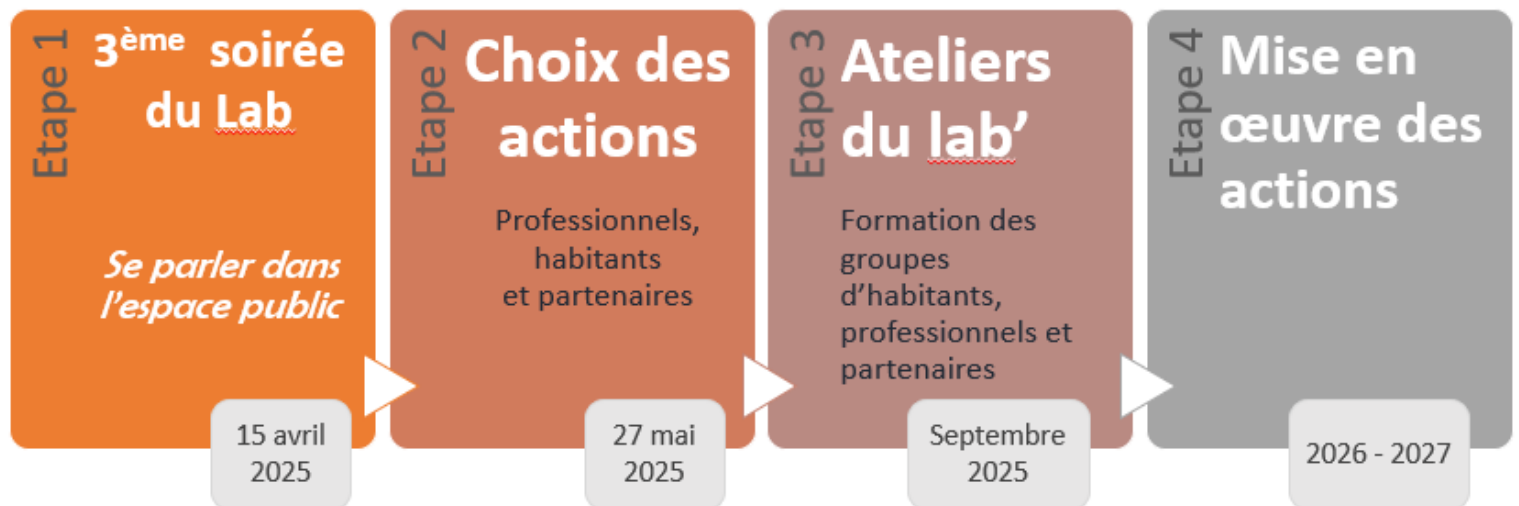 Etape 1
3ème soirée
du Lab
Se parler dans
l'espace public
15 avril
2025
Etape 2
Choix des
actions
Professionnels,
habitants
et partenaires
27 mai
2025
Etape 3
Ateliers
du lab’
Formation des
groupes
d’habitants,
professionnels et
partenaires
Septembre
2025
Etape 4
Mise en
œuvre des
actions
2026 - 2027